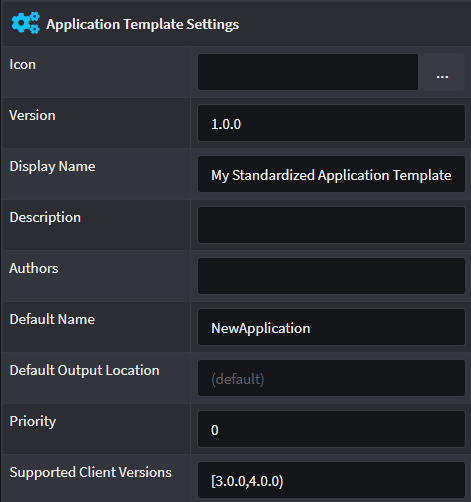 Application Template Settings
Icon
...
Version
1.0.0
Display Name
My Standardized Application Template
Description
Authors
Default Name
NewApplication
Default Output Location
(default)
Priority
0
Supported Client Versions
[3.0.0,4.0.0)